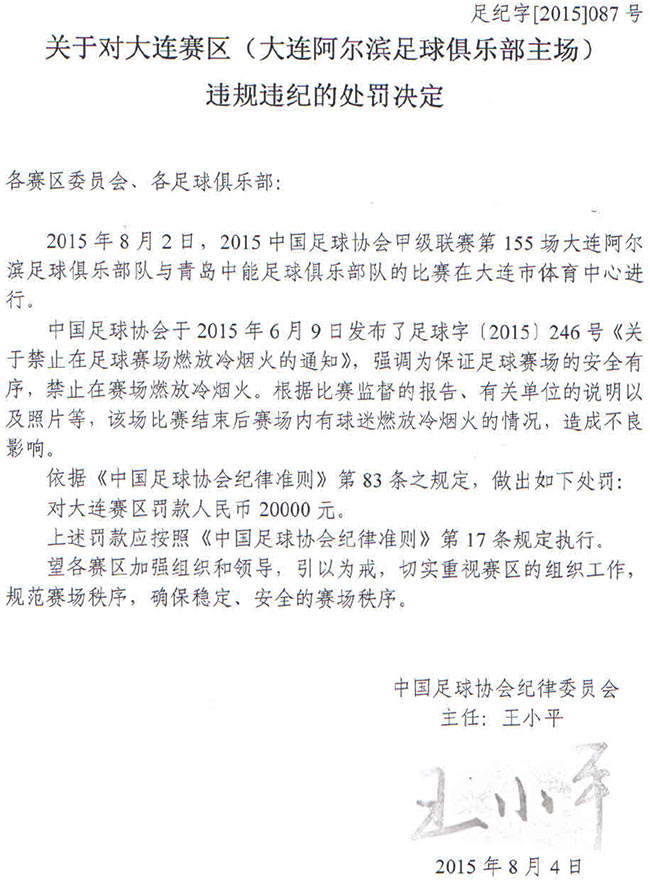 足纪字[2015]087 号
关于对大连赛区（大连阿尔滨足球俱乐部主场）
违规违纪的处罚决定
各赛区委员会、各足球俱乐部：
2015 年 8 月 2 日，2015 中国足球协会甲级联赛第 155 场大连阿尔
滨足球俱乐部队与青岛中能足球俱乐部队的比赛在大连市体育中心进
行。
中国足球协会于 2015 年 6 月 9 日发布了足球字〔2015〕246 号《关
于禁止在足球赛场燃放冷烟火的通知》，强调为保证足球赛场的安全有
序，禁止在赛场燃放冷烟火。根据比赛监督的报告、有关单位的说明以
及照片等，该场比赛结束后赛场内有球迷燃放冷烟火的情况，造成不良
影响。
依据《中国足球协会纪律准则》第 83 条之规定，做出如下处罚：
对大连赛区罚款人民币 20000 元。
上述罚款应按照《中国足球协会纪律准则》第 17 条规定执行。
望各赛区加强组织和领导，引以为戒，切实重视赛区的组织工作，
规范赛场秩序，确保稳定、安全的赛场秩序。
中国足球协会纪律委员会
主任：王小平
王小平
2015 年 8 月 4 日